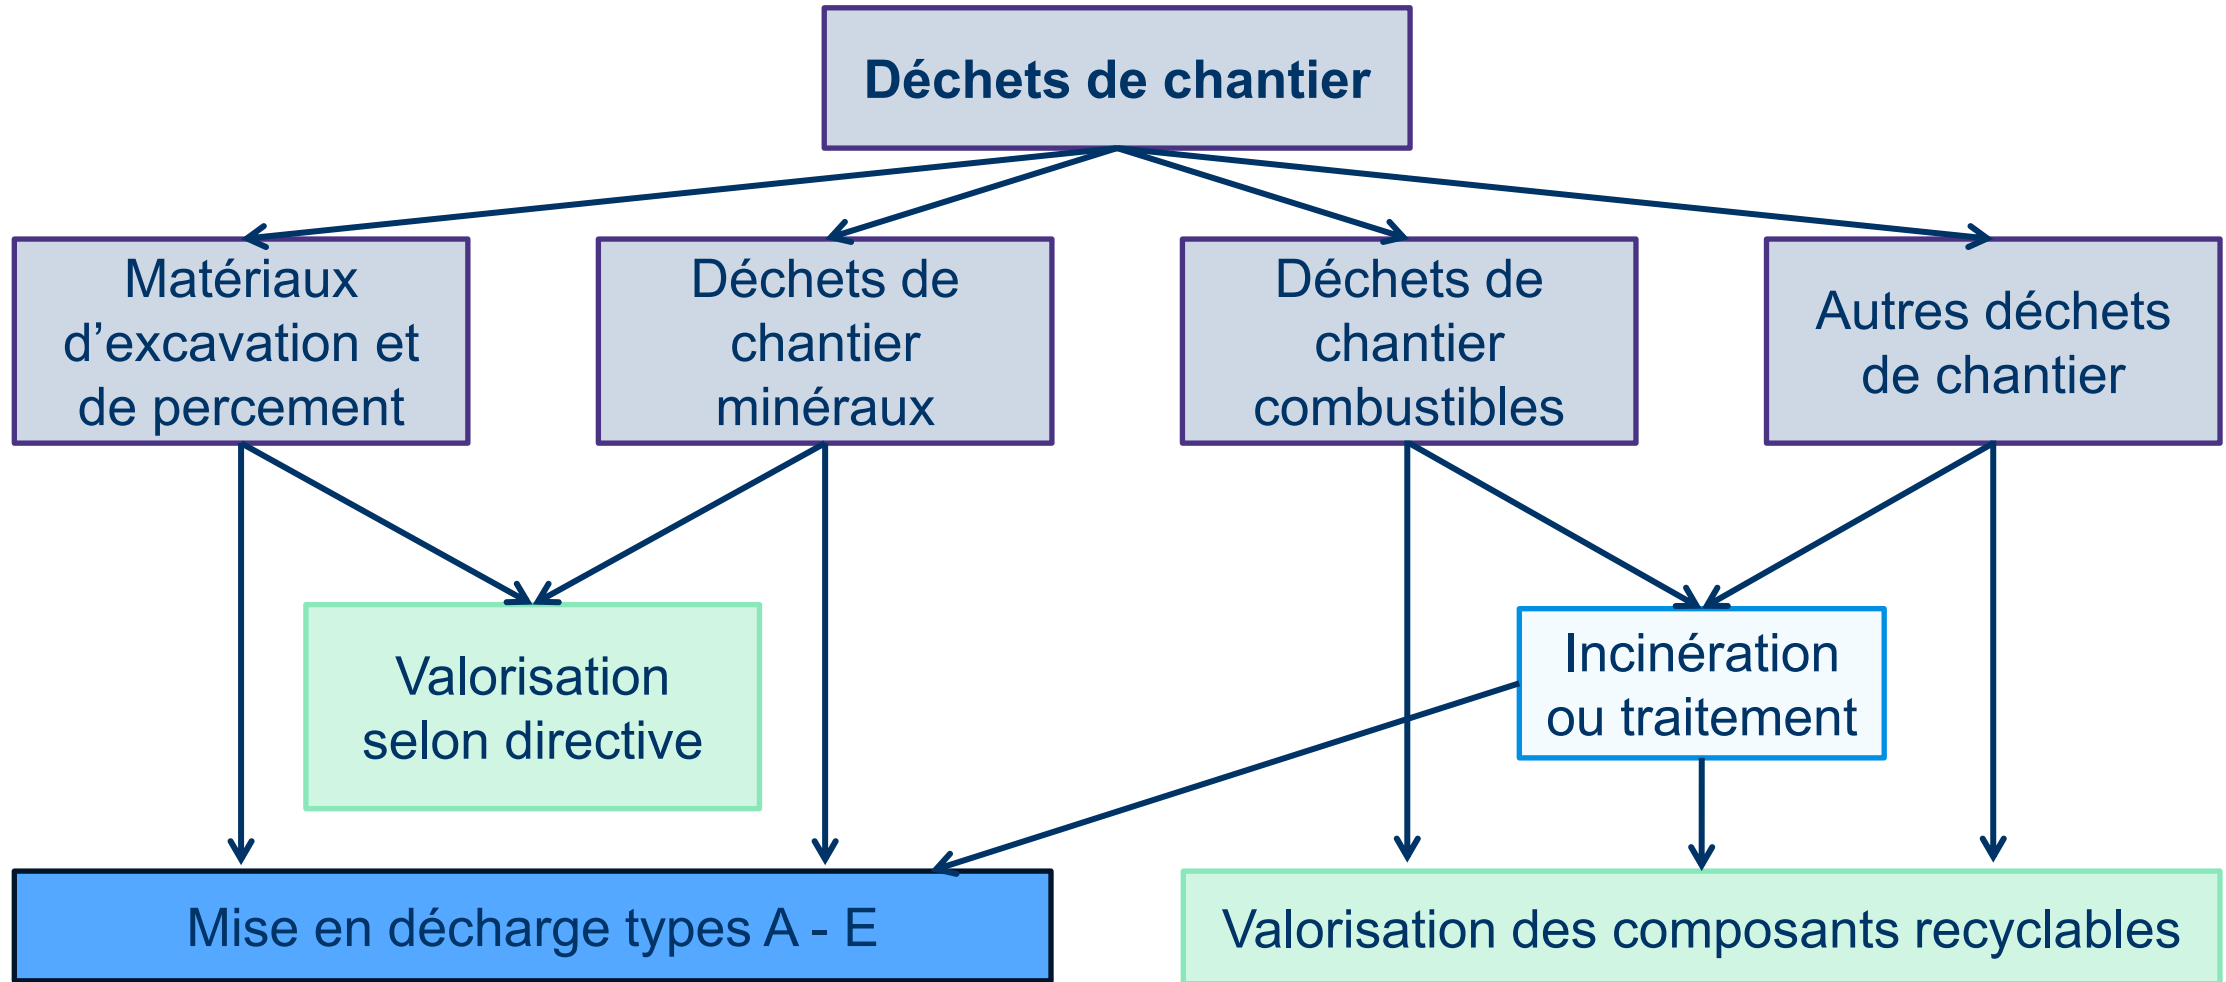 Déchets de chantier
Matériaux
d’excavation et
de percement
Déchets de
chantier
minéraux
Déchets de
chantier
combustibles
Autres déchets
de chantier
Valorisation
selon directive
Incinération
ou traitement
Mise en décharge types A - E
Valorisation des composants recyclables